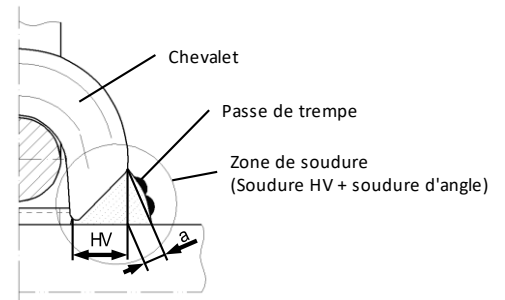 Chevalet
Passe de trempe
Zone de soudure
(Soudure HV + soudure d'angle)
HV
a